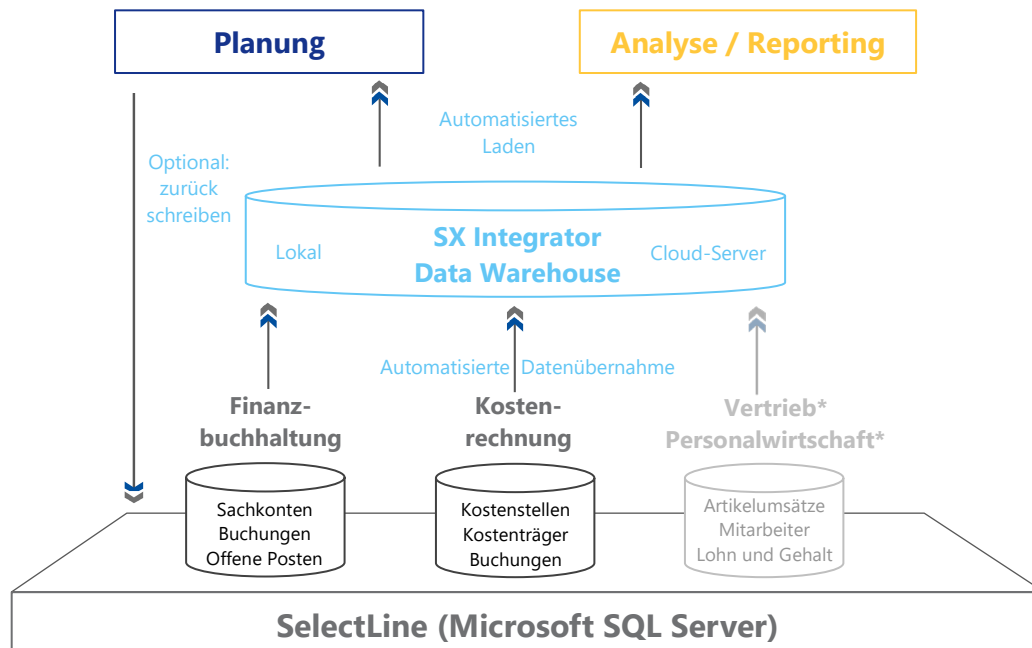 Planung
Analyse / Reporting
Automatisiertes
Laden
Optional:
zurück
schreiben
SX Integrator
Data Warehouse
Lokal
Cloud-Server
Automatisierte Datenübernahme
Finanz-
buchhaltung
Kosten-
rechnung
Vertrieb*
Personalwirtschaft*
Sachkonten
Buchungen
Offene Posten
Kostenstellen
Kostenträger
Buchungen
Artikelumsätze
Mitarbeiter
Lohn und Gehalt
SelectLine (Microsoft SQL Server)